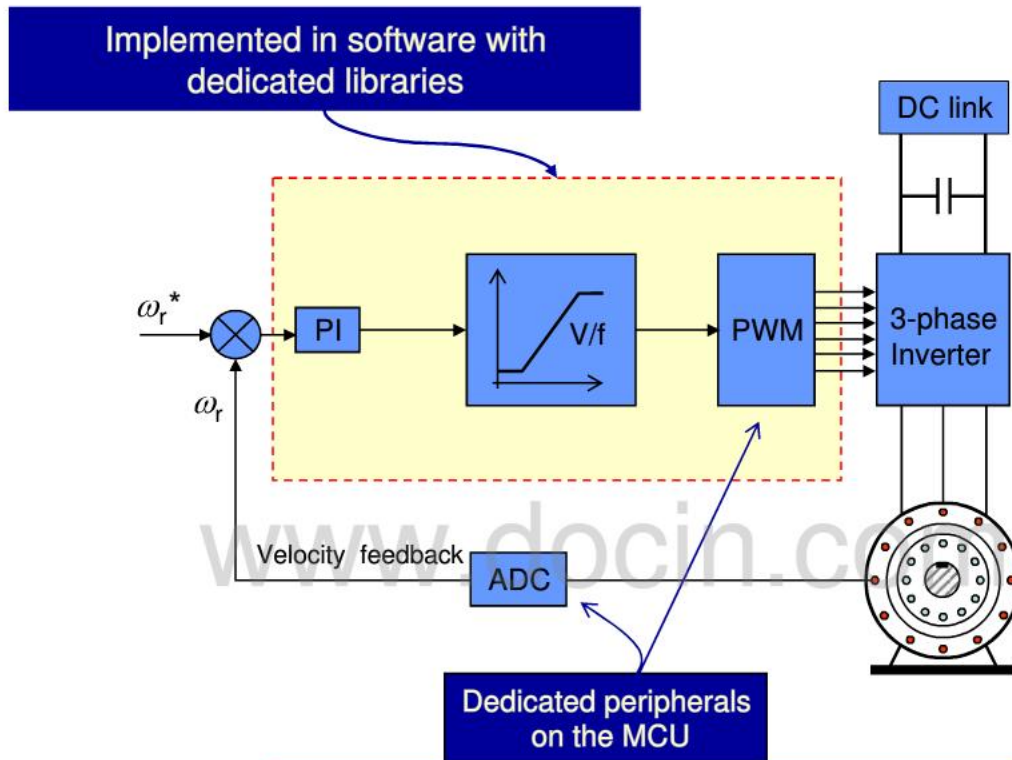 Implemented in software with
dedicated libraries
DC link
ωr*
PI
V/f
PWM
3-phase
Inverter
ωr
www.docin.com
Velocity feedback
ADC
Dedicated peripherals
on the MCU